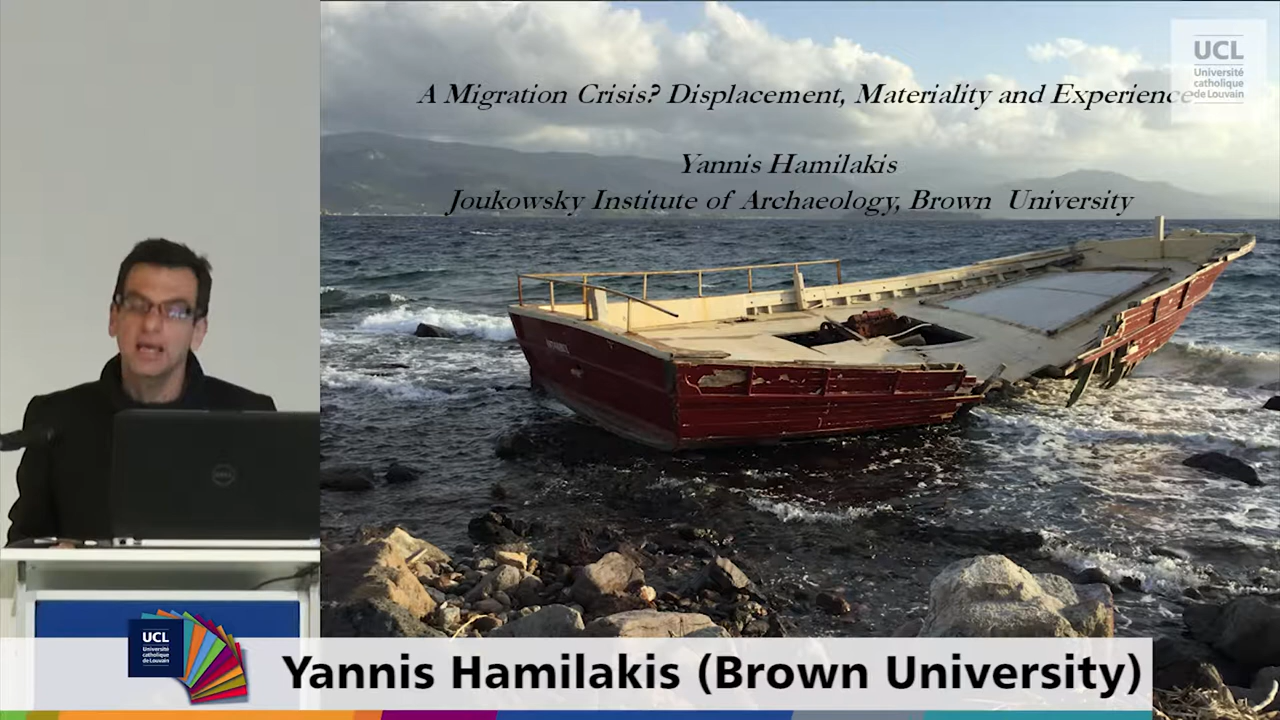 A Migration Crisis? Displacement, Materiality and Experience
UCL
Université
catholique
de Louvain
Yannis Hamilakis
Joukowsky Institute of Archaeology, Brown University
UCL
Université
catholique
de Louvain
Yannis Hamilakis (Brown University)